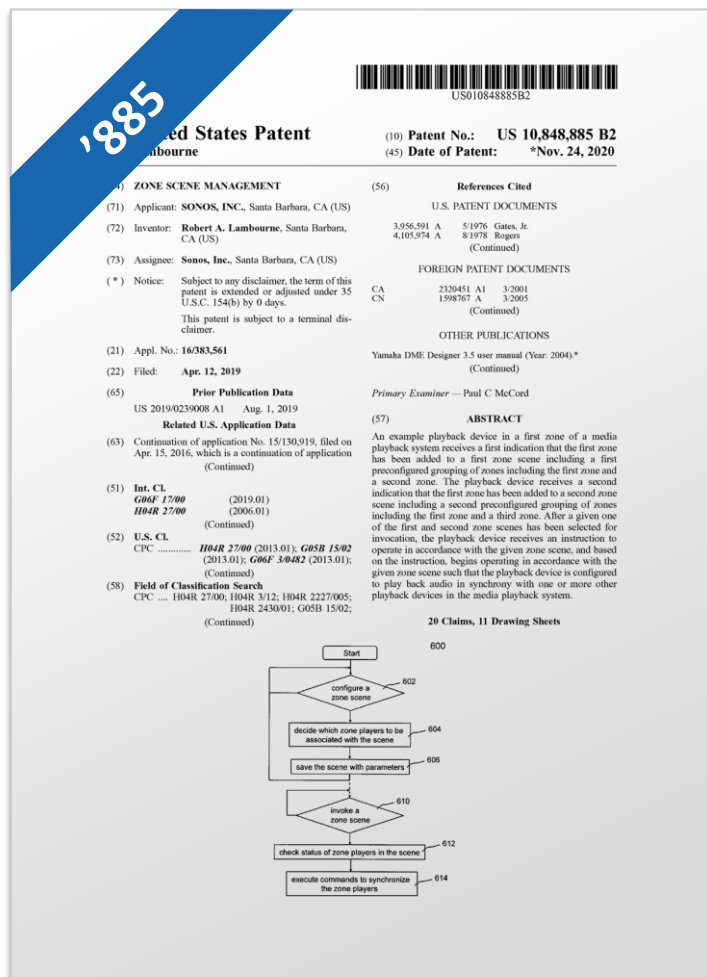 '885
US010848885B2
ed States Patent
mbourne
(10) Patent No.: US 10,848,885 B2
(45) Date of Patent: *Nov. 24, 2020
ZONE SCENE MANAGEMENT
(71) Applicant: SONOS, INC., Santa Barbara, CA (US)
(72) Inventor: Robert A. Lambourne, Santa Barbara,
CA (US)
(73) Assignee: Sonos, Inc., Santa Barbara, CA (US)
( * ) Notice: Subject to any disclaimer, the term of this
patent is extended or adjusted under 35
U.S.C. 154(b) by 0 days.
This patent is subject to a terminal dis-
claimer.
(21) Appl. No.: 16/383,561
(22) Filed: Apr. 12, 2019
(65) Prior Publication Data
US 2019/0239008 A1 Aug. 1, 2019
Related U.S. Application Data
(63) Continuation of application No. 15/130,919, filed on
Apr. 15, 2016, which is a continuation of application
(Continued)
(51) Int. Cl.
G06F 17/00 (2019.01)
H04R 27/00 (2006.01)
(Continued)
(52) U.S. Cl.
CPC ............. H04R 27/00 (2013.01); G05B 15/02
(2013.01); G06F 3/0482 (2013.01);
(Continued)
(58) Field of Classification Search
CPC .... H04R 27/00; H04R 3/12; H04R 2227/005;
H04R 2430/01; G05B 15/02;
(Continued)
(56) References Cited
U.S. PATENT DOCUMENTS
3,956,591 A 5/1976 Gates, Jr.
4,105,974 A 8/1978 Rogers
(Continued)
FOREIGN PATENT DOCUMENTS
CA 2320451 A1 3/2001
CN 1598767 A 3/2005
(Continued)
OTHER PUBLICATIONS
Yamaha DME Designer 3.5 user manual (Year: 2004).*
(Continued)
Primary Examiner — Paul C McCord
(57) ABSTRACT
An example playback device in a first zone of a media
playback system receives a first indication that the first zone
has been added to a first zone scene including a first
preconfigured grouping of zones including the first zone and
a second zone. The playback device receives a second
indication that the first zone has been added to a second zone
scene including a second preconfigured grouping of zones
including the first zone and a third zone. After a given one
of the first and second zone scenes has been selected for
invocation, the playback device receives an instruction to
operate in accordance with the given zone scene, and based
on the instruction, begins operating in accordance with the
given zone scene such that the playback device is configured
to play back audio in synchrony with one or more other
playback devices in the media playback system.
20 Claims, 11 Drawing Sheets
600
Start
602
configure a
zone scene
604
decide which zone players to be
associated with the scene
606
save the scene with parameters
610
invoke a
zone scene
612
check status of zone players in the scene
614
execute commands to synchronize
the zone players